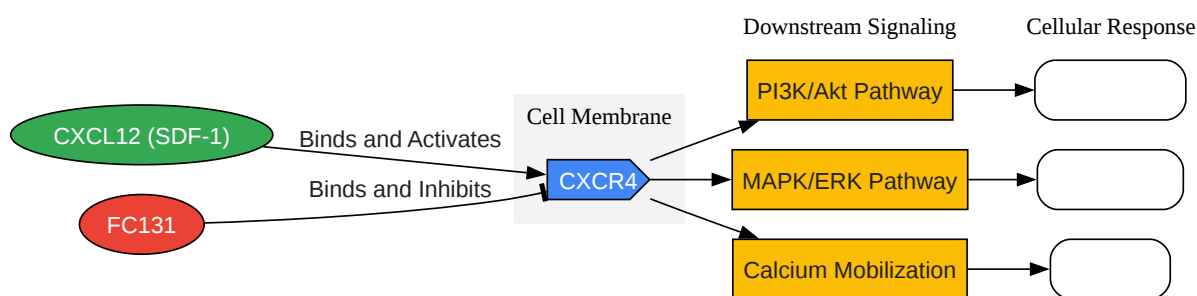 Downstream Signaling
Cellular Response
PI3K/Akt Pathway
Cell Membrane
CXCL12 (SDF-1)
Binds and Activates
CXCR4
MAPK/ERK Pathway
Binds and Inhibits
FC131
Calcium Mobilization